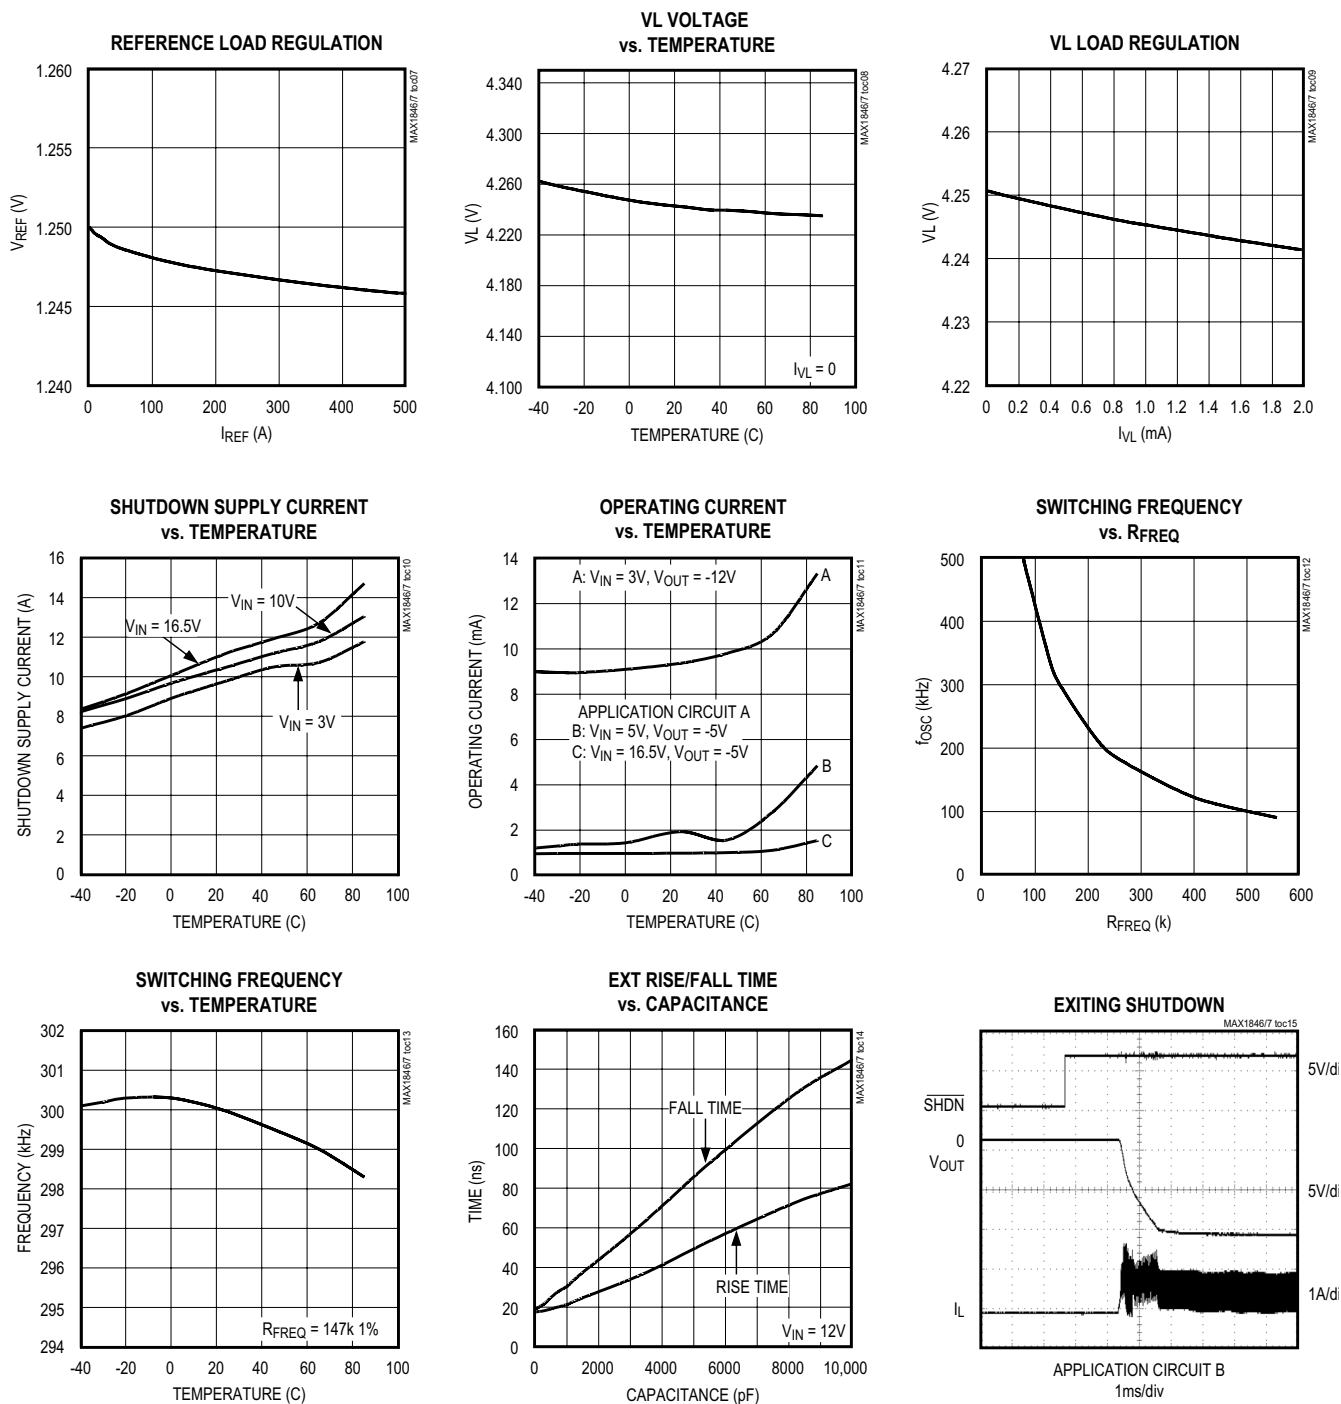 REFERENCE LOAD REGULATION
MAX1846/7 toc07
1.260
1.255
1.250
1.245
1.240
VREF (V)
0 100 200 300 400 500
IREF (A)
VL VOLTAGE
vs. TEMPERATURE
MAX1846/7 toc08
4.340
4.300
4.260
4.220
4.180
4.140
4.100
VL (V)
IVL = 0
-40 -20 0 20 40 60 80 100
TEMPERATURE (C)
VL LOAD REGULATION
MAX1846/7 toc09
4.27
4.26
4.25
4.24
4.23
4.22
VL (V)
0 0.2 0.4 0.6 0.8 1.0 1.2 1.4 1.6 1.8 2.0
IVL (mA)
SHUTDOWN SUPPLY CURRENT
vs. TEMPERATURE
MAX1846/7 toc10
16
14
12
10
8
6
4
2
0
SHUTDOWN SUPPLY CURRENT (A)
VIN = 10V
VIN = 16.5V
VIN = 3V
-40 -20 0 20 40 60 80 100
TEMPERATURE (C)
OPERATING CURRENT
vs. TEMPERATURE
MAX1846/7 toc11
14
12
10
8
6
4
2
0
OPERATING CURRENT (mA)
A: VIN = 3V, VOUT = -12V
A
APPLICATION CIRCUIT A
B: VIN = 5V, VOUT = -5V
C: VIN = 16.5V, VOUT = -5V
B
C
-40 -20 0 20 40 60 80 100
TEMPERATURE (C)
SWITCHING FREQUENCY
vs. RFREQ
MAX1846/7 toc12
500
400
300
200
100
0
fOSC (kHz)
0 100 200 300 400 500 600
RFREQ (k)
SWITCHING FREQUENCY
vs. TEMPERATURE
MAX1846/7 toc13
302
301
300
299
298
297
296
295
294
FREQUENCY (kHz)
RFREQ = 147k 1%
-40 -20 0 20 40 60 80 100
TEMPERATURE (C)
EXT RISE/FALL TIME
vs. CAPACITANCE
MAX1846/7 toc14
160
140
120
100
80
60
40
20
0
TIME (ns)
FALL TIME
RISE TIME
VIN = 12V
0 2000 4000 6000 8000 10,000
CAPACITANCE (pF)
EXITING SHUTDOWN
MAX1846/7 toc15
5V/di
SHDN
0
VOUT
5V/di
1A/di
IL
APPLICATION CIRCUIT B
1ms/div